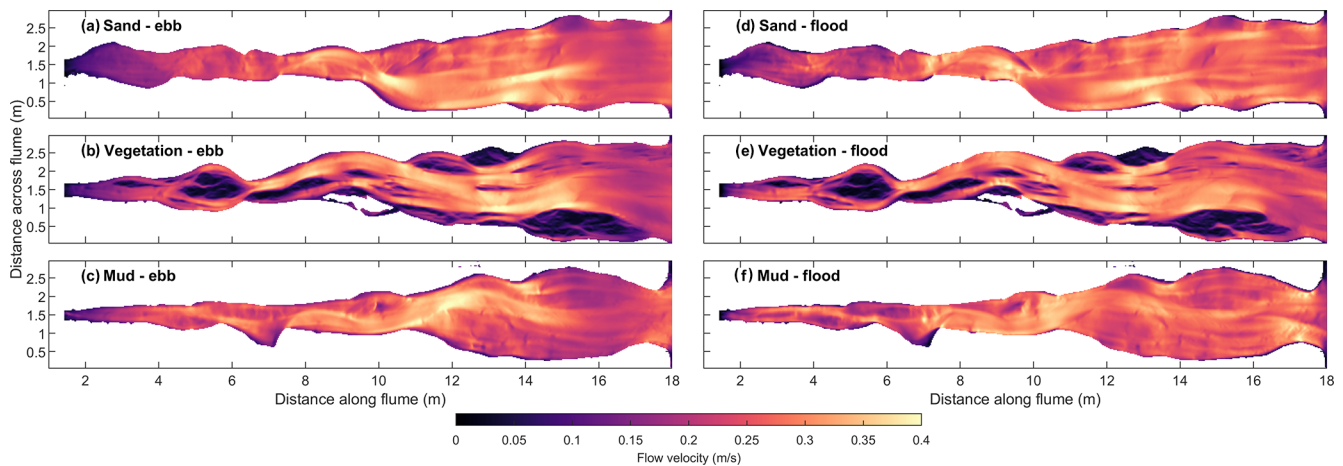 (a) Sand - ebb
(d) Sand - flood
2.5
2
1.5
1
0.5
(b) Vegetation - ebb
(e) Vegetation - flood
2.5
2
1.5
1
0.5
(c) Mud - ebb
(f) Mud - flood
2.5
2
1.5
1
0.5
Distance across flume (m)
2 4 6 8 10 12 14 16 18
2 4 6 8 10 12 14 16 18
Distance along flume (m)
Distance along flume (m)
0 0.05 0.1 0.15 0.2 0.25 0.3 0.35 0.4
Flow velocity (m/s)